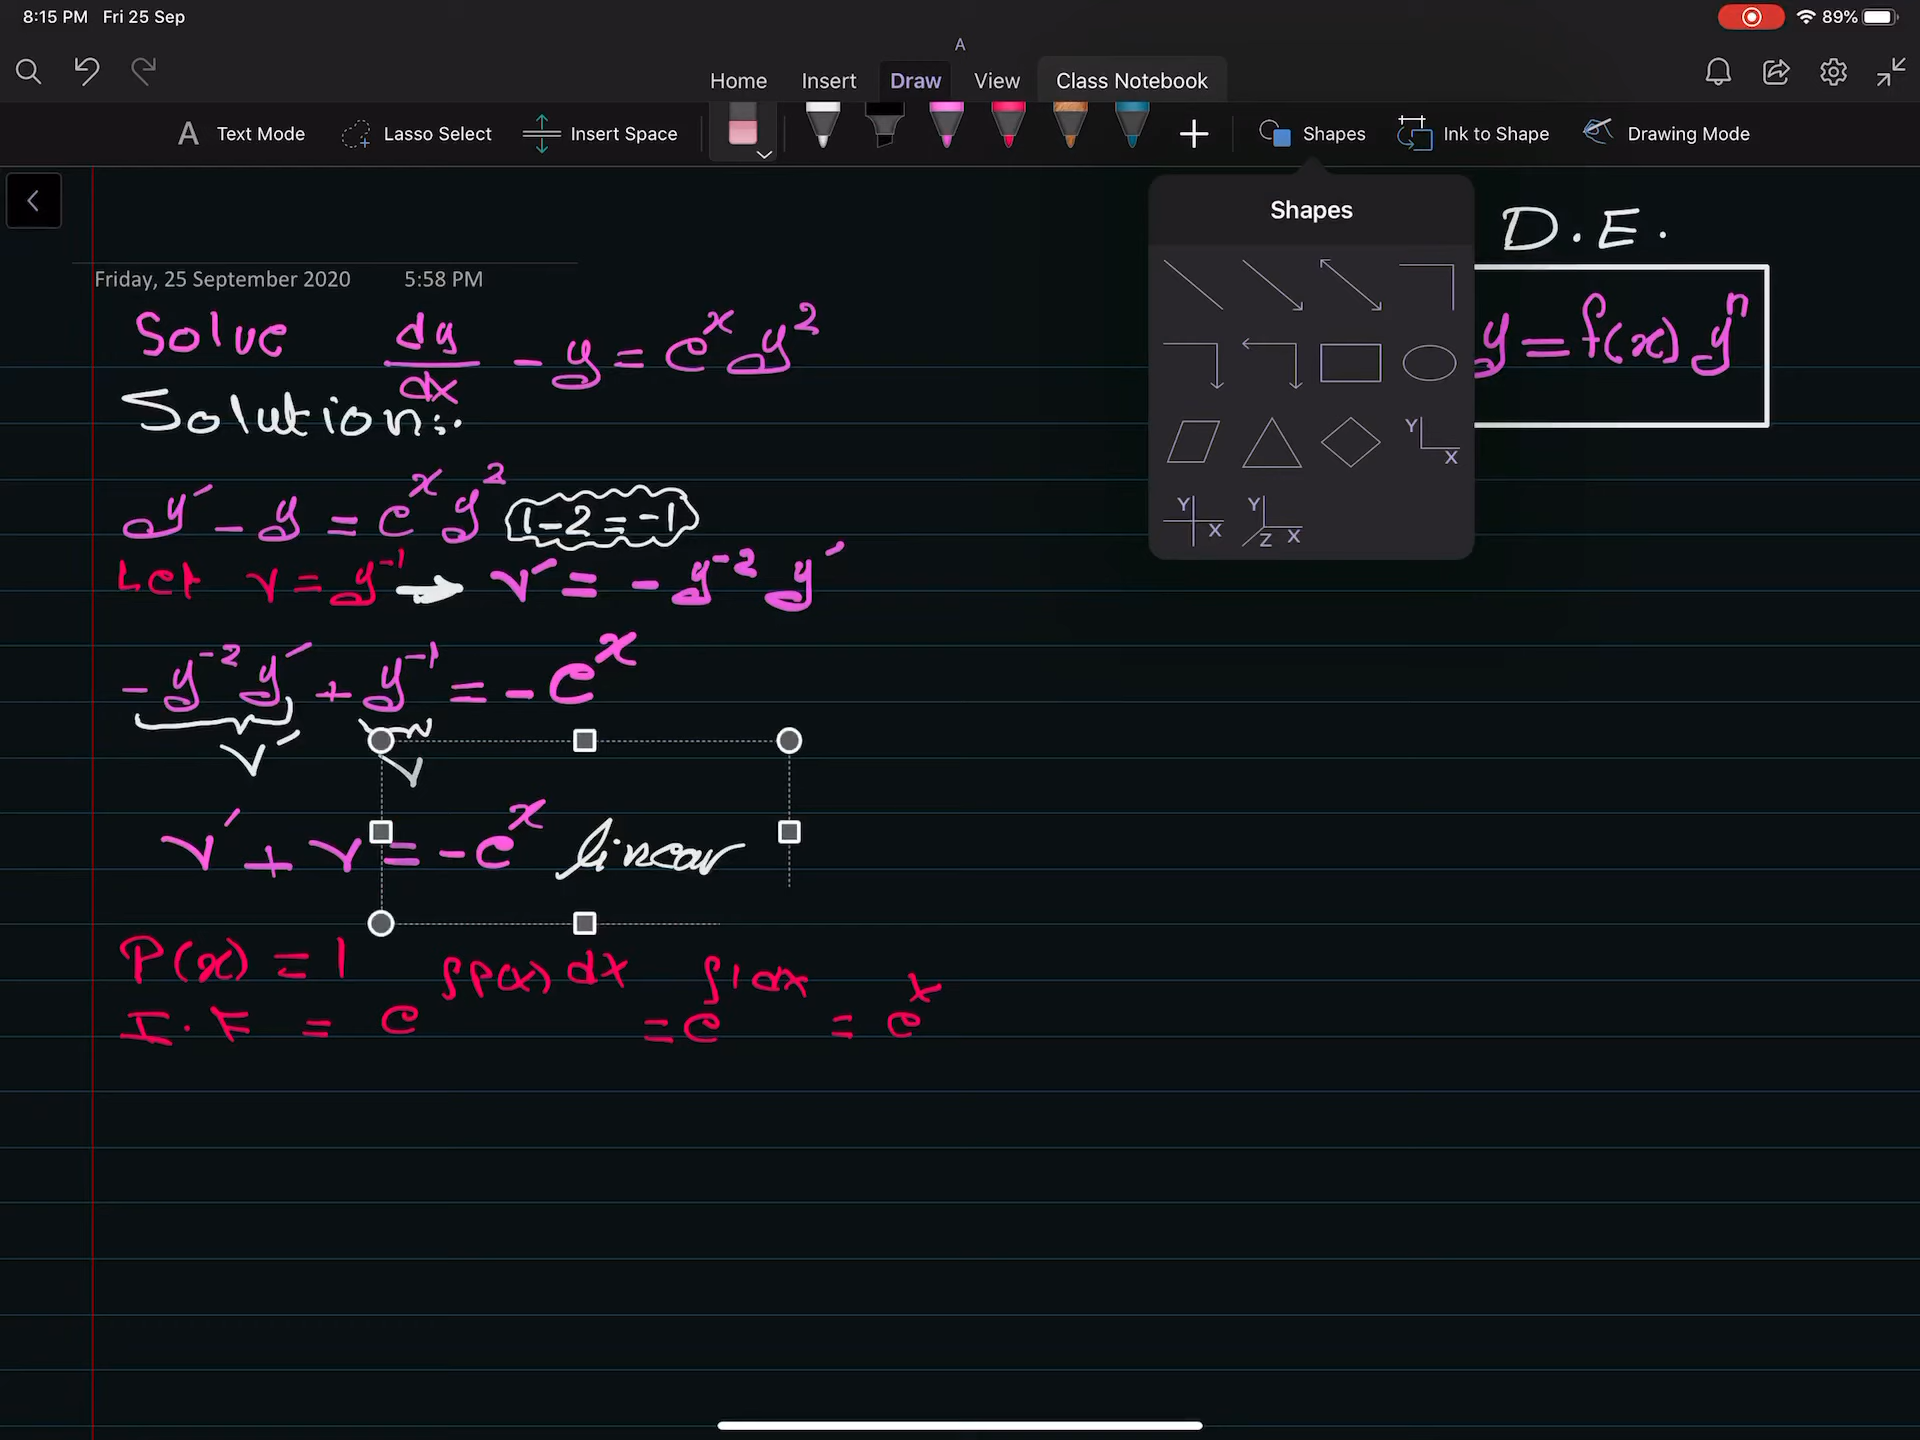 8:15 PM Fri 25 Sep 89%
A
Home Insert Draw View Class Notebook
A Text Mode Lasso Select Insert Space Shapes Ink to Shape Drawing Mode
Shapes
Y X
Y X Y Z X
D.E.
y = f(x) yⁿ
Friday, 25 September 2020 5:58 PM
Solve dy/dx - y = eˣ y²
Solution:.
y′ - y = eˣ y² 1-2=-1
Let v = y⁻¹ → v′ = - y⁻² y′
- y⁻² y′ + y⁻¹ = - eˣ
v′ v
v′ + v = - eˣ linear
P(x) = 1
I.F = e^∫P(x) dx = e^∫1 dx = eˣ